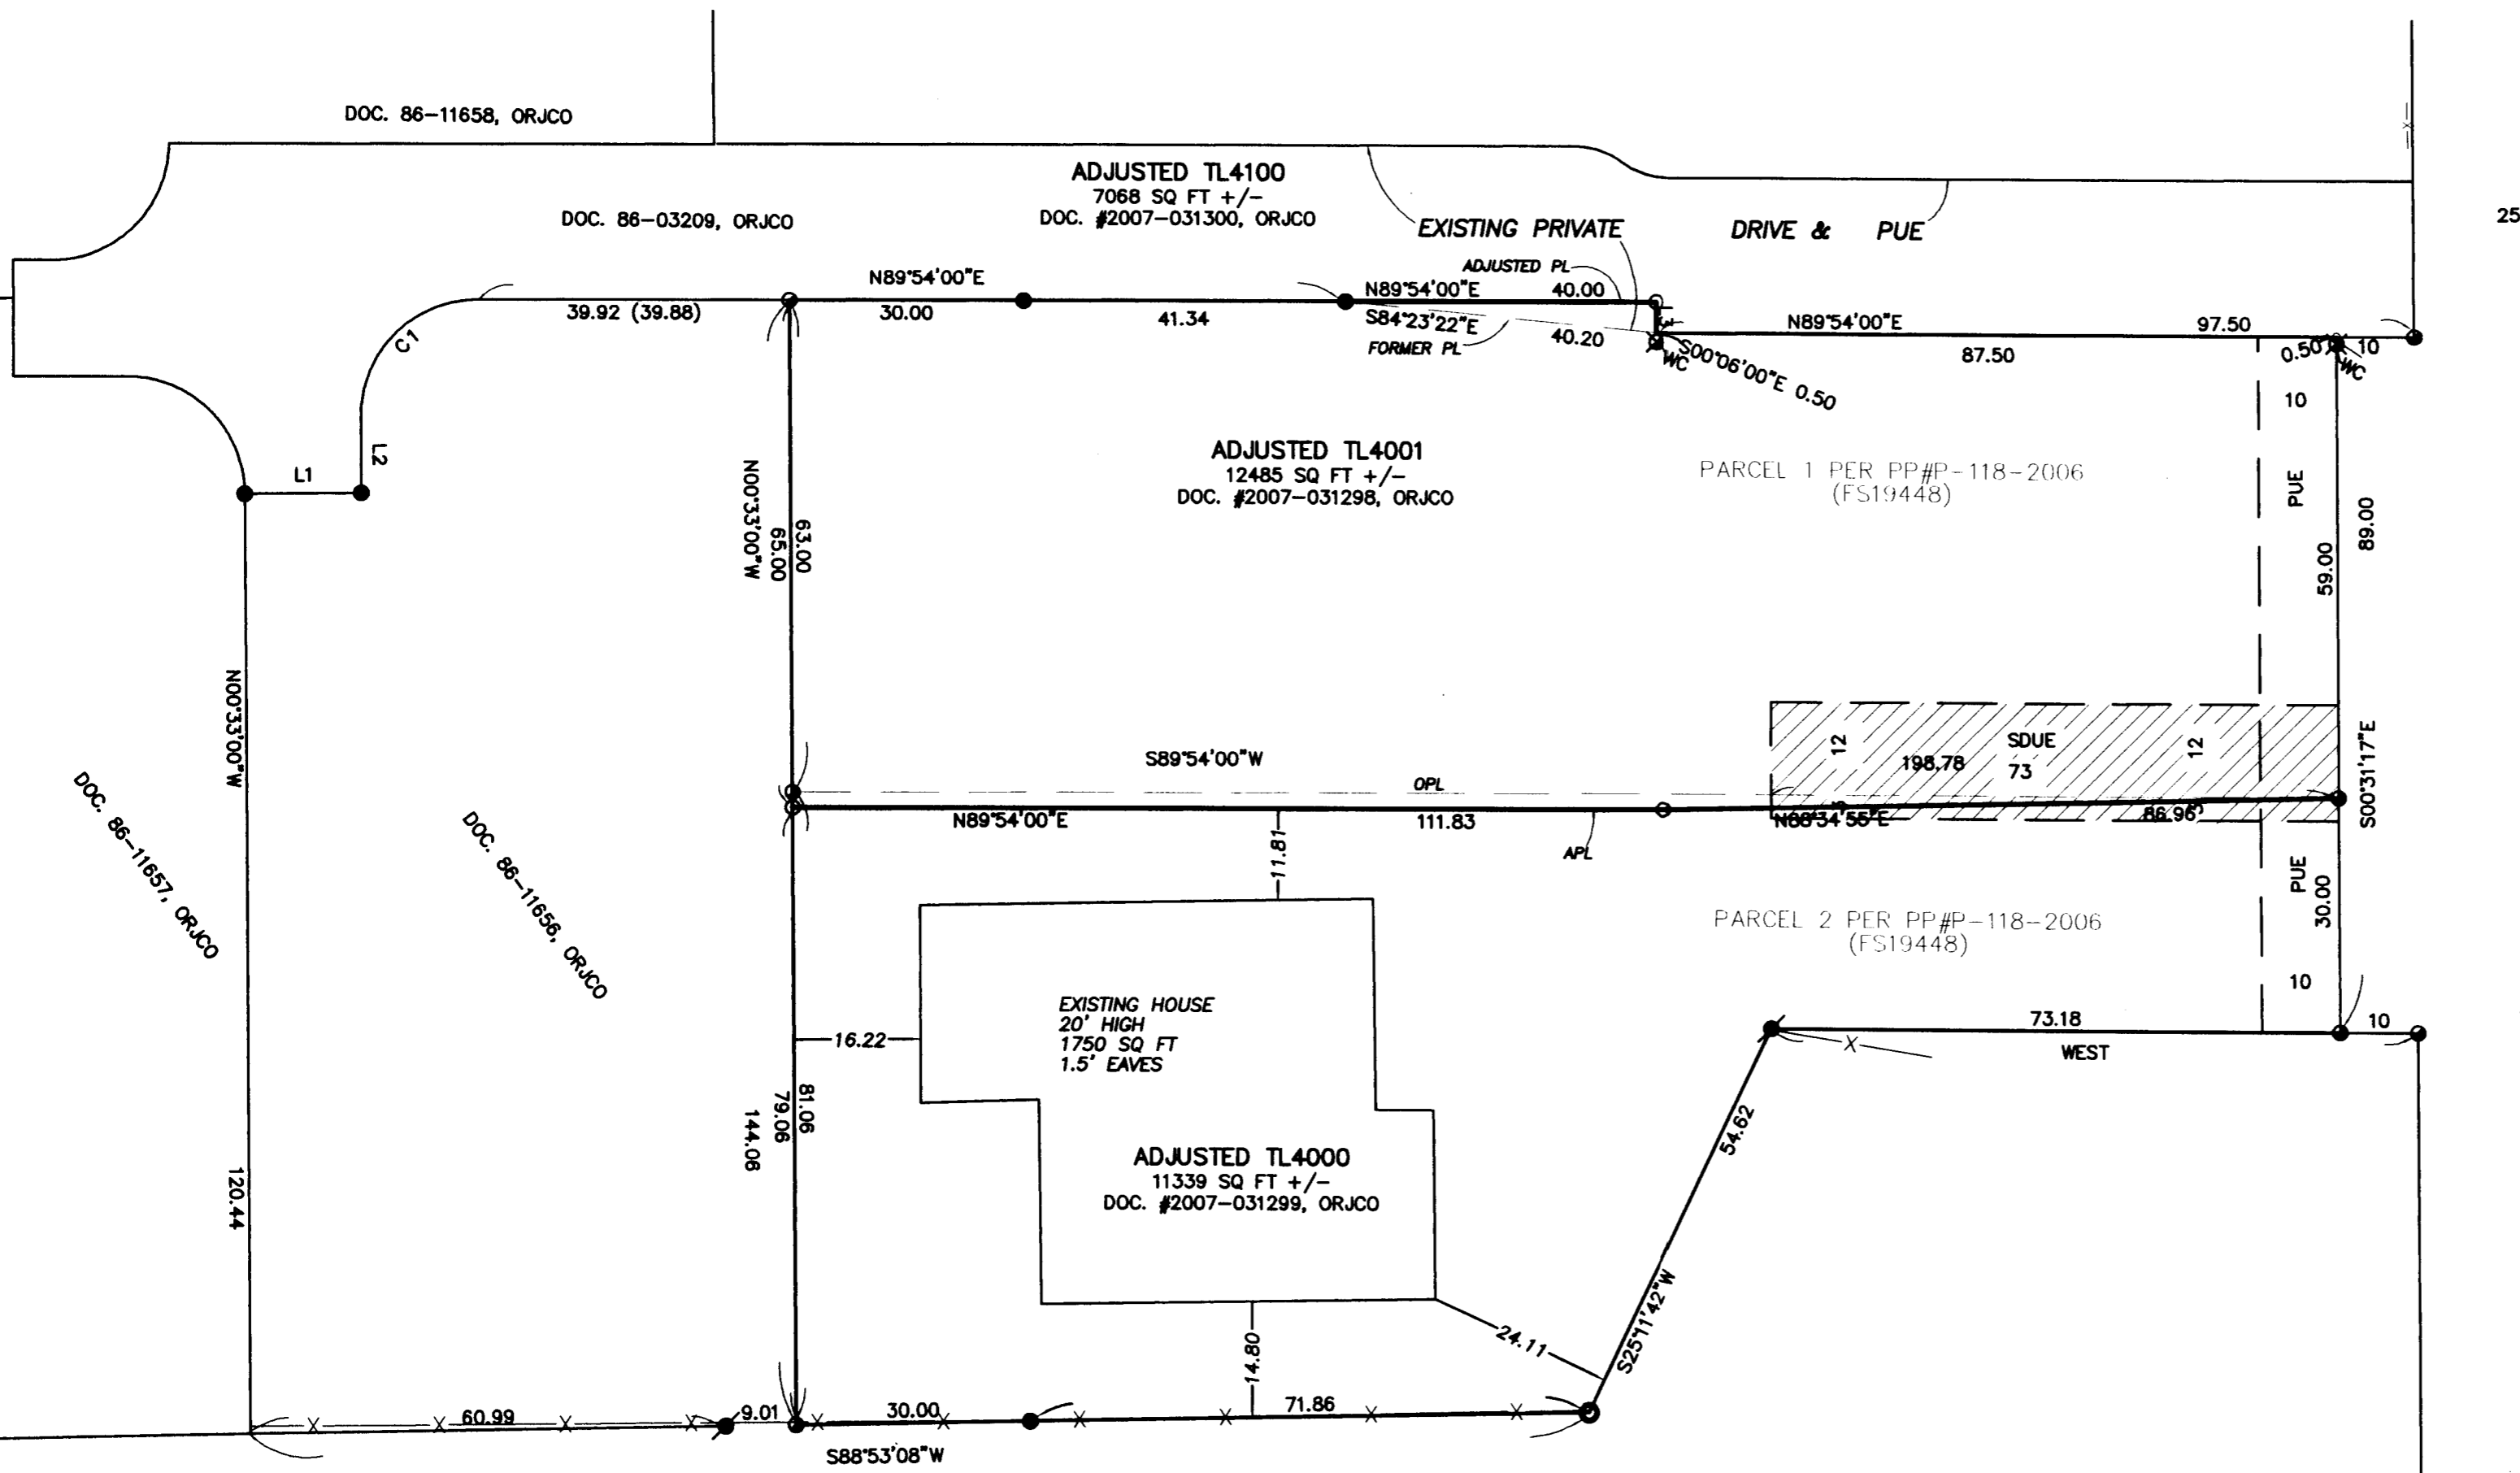 DOC. 86-11658, ORJCO
ADJUSTED TL4100
7068 SQ FT +/-
DOC. #2007-031300, ORJCO
DOC. 86-03209, ORJCO
EXISTING PRIVATE DRIVE & PUE
25
ADJUSTED PL
N89°54'00"E
39.92 (39.88)
30.00
41.34
N89°54'00"E 40.00
S84°23'22"E
40.20
FORMER PL
WC
S00°06'00"E 0.50
N89°54'00"E
97.50
87.50
0.50
10
WC
C1
L2
L1
ADJUSTED TL4001
12485 SQ FT +/-
DOC. #2007-031298, ORJCO
PARCEL 1 PER PP#P-118-2006
(FS19448)
10
PUE
89.00
59.00
N00°33'00"W
65.00
63.00
N00°33'00"W
DOC. 86-11657, ORJCO
DOC. 86-11656, ORJCO
S89°54'00"W
OPL
12
SDUE
12
198.78
73
S00°31'17"E
N89°54'00"E
111.83
N88°34'55"E
86.95
APL
11.81
PUE
30.00
10
PARCEL 2 PER PP#P-118-2006
(FS19448)
EXISTING HOUSE
20' HIGH
1750 SQ FT
1.5' EAVES
16.22
73.18
WEST
10
X
81.06
79.06
144.06
54.62
ADJUSTED TL4000
11339 SQ FT +/-
DOC. #2007-031299, ORJCO
120.44
S25°11'42"W
24.11
14.80
60.99
9.01
30.00
71.86
S88°53'08"W